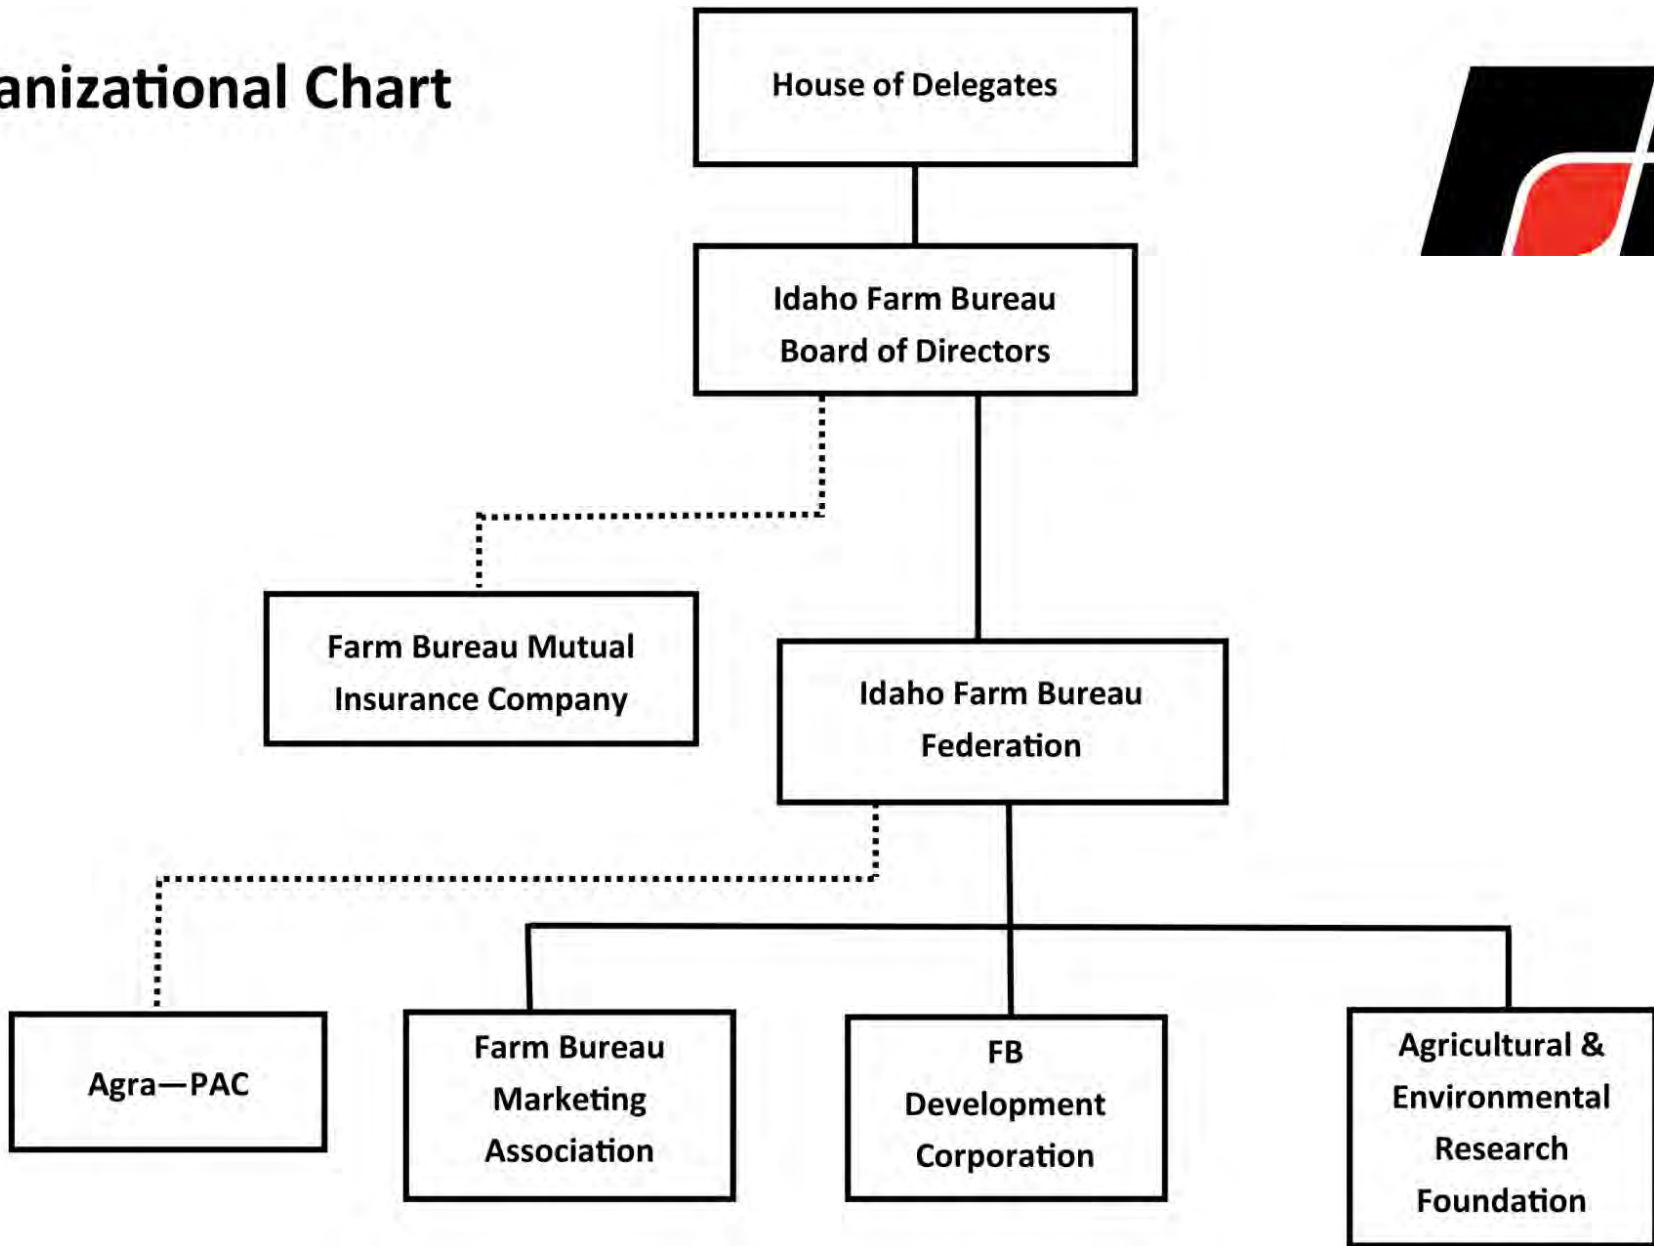 anizational Chart
House of Delegates
Idaho Farm Bureau
Board of Directors
Farm Bureau Mutual
Insurance Company
Idaho Farm Bureau
Federation
Agra—PAC
Farm Bureau
Marketing
Association
FB
Development
Corporation
Agricultural &
Environmental
Research
Foundation